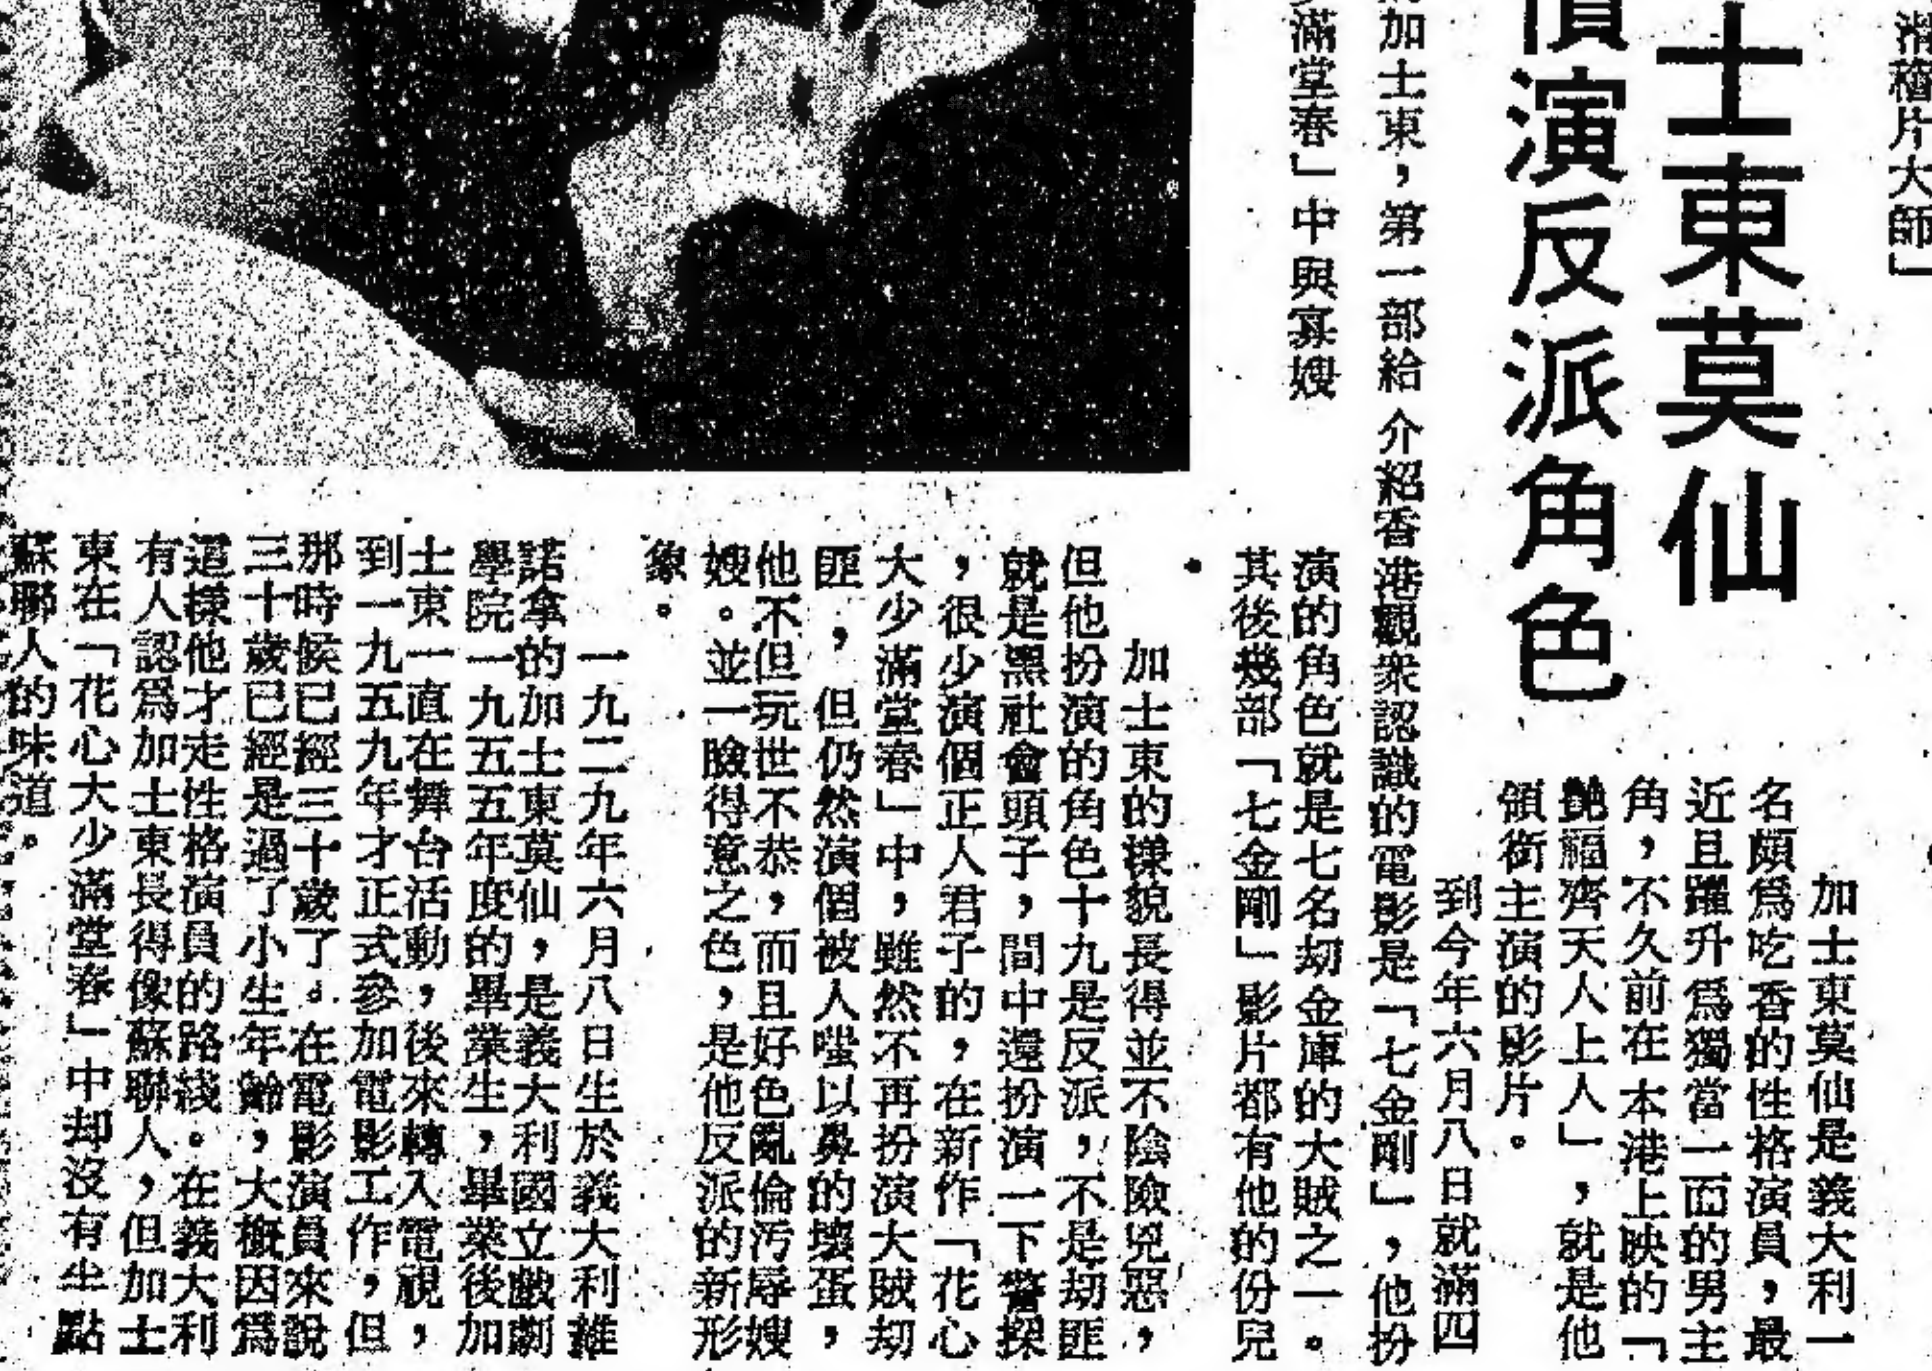 滑稽片大師」
士東莫仙
演反派角色
加士東莫仙是義大利一
名頗爲吃香的性格演員，最
近且躍升爲獨當一面的男主
角，不久前在本港上映的「
艷福齊天人上人」，就是他
領銜主演的影片。
到今年六月八日就滿四
加士東，第一部給介紹香港觀衆認識的電影是「七金剛」，他扮
滿堂春」中與寡嫂
演的角色就是七名刧金庫的大賊之一。
其後幾部「七金剛」影片都有他的份兒
。
加士東的樣貌長得並不陰險兇惡，
但他扮演的角色十九是反派，不是刧匪
就是黑社會頭子，間中還扮演一下警探
，很少演個正人君子的，在新作「花心
大少滿堂春」中，雖然不再扮演大賊刧
匪，但仍然演個被人嗤以鼻的壞蛋，
他不但玩世不恭，而且好色亂倫汚辱嫂
嫂。並一臉得意之色，是他反派的新形
象。
一九二九年六月八日生於義大利維
諾拿的加士東莫仙，是義大利國立戲劇
學院一九五五年度的畢業生，畢業後加
士東一直在舞台活動，後來轉入電視，
到一九五九年才正式參加電影工作，但
那時候已經三十歲了。在電影演員來說
三十歲已經是過了小生年齡，大概因爲
這樣他才走性格演員的路綫。在義大利
有人認爲加士東長得像蘇聯人，但加士
東在「花心大少滿堂春」中却沒有半點
蘇聯人的味道。